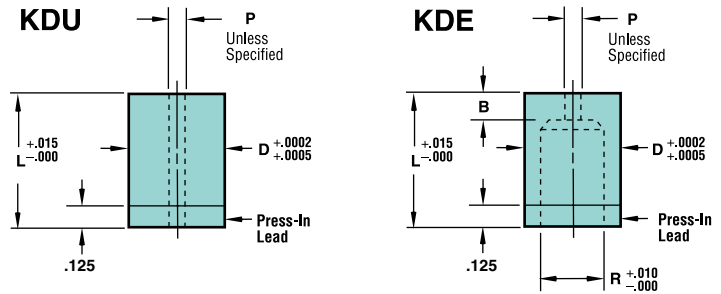 KDU
P
Unless
Specified
L +.015 -.000
D +.0002 +.0005
Press-In
Lead
.125
KDE
P
Unless
Specified
B
L +.015 -.000
D +.0002 +.0005
Press-In
Lead
.125
R +.010 -.000